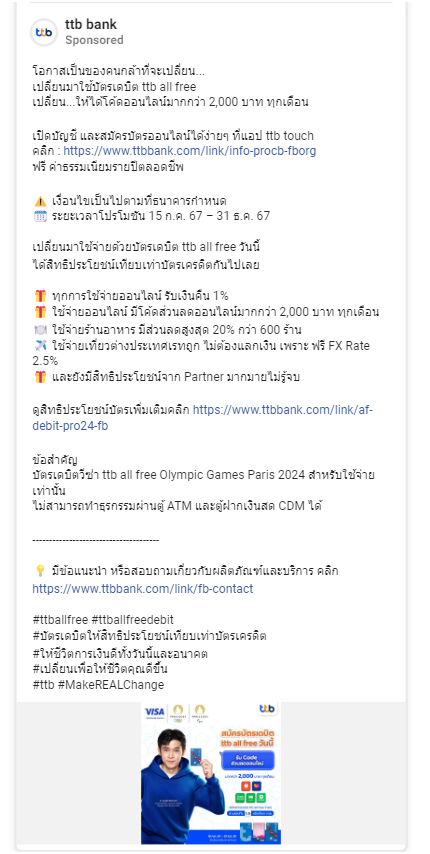 ttb bank
ttb
Sponsored
โอกาสเป็นของคนกล้าที่จะเปลี่ยน...
เปลี่ยนมาใช้บัตรเดบิต ttb all free
เปลี่ยน...ให้ได้โค้ดออนไลน์มากกว่า 2,000 บาท ทุกเดือน
เปิดบัญชี และสมัครบัตรออนไลน์ได้ง่ายๆ ที่แอป ttb touch
คลิก : https://www.ttbbank.com/link/info-procb-fborg
ฟรี ค่าธรรมเนียมรายปีตลอดชีพ
⚠️ เงื่อนไขเป็นไปตามที่ธนาคารกำหนด
🗓️ ระยะเวลาโปรโมชัน 15 ก.ค. 67 – 31 ธ.ค. 67
เปลี่ยนมาใช้จ่ายด้วยบัตรเดบิต ttb all free วันนี้
ได้สิทธิประโยชน์เทียบเท่าบัตรเครดิตกันไปเลย
🎁 ทุกการใช้จ่ายออนไลน์ รับเงินคืน 1%
🎁 ใช้จ่ายออนไลน์ มีโค้ดส่วนลดออนไลน์มากกว่า 2,000 บาท ทุกเดือน
🍽️ ใช้จ่ายร้านอาหาร มีส่วนลดสูงสุด 20% กว่า 600 ร้าน
✈️ ใช้จ่ายเที่ยวต่างประเทศเรทถูก ไม่ต้องแลกเงิน เพราะ ฟรี FX Rate
2.5%
🎁 และยังมีสิทธิประโยชน์จาก Partner มากมายไม่รู้จบ
ดูสิทธิประโยชน์บัตรเพิ่มเติมคลิก https://www.ttbbank.com/link/af-
debit-pro24-fb
ข้อสำคัญ
บัตรเดบิตวีซ่า ttb all free Olympic Games Paris 2024 สำหรับใช้จ่าย
เท่านั้น
ไม่สามารถทำธุรกรรมผ่านตู้ ATM และตู้ฝากเงินสด CDM ได้
---------------------------------------
💡 มีข้อแนะนำ หรือสอบถามเกี่ยวกับผลิตภัณฑ์และบริการ คลิก
https://www.ttbbank.com/link/fb-contact
#ttballfree #ttballfreedebit
#บัตรเดบิตให้สิทธิประโยชน์เทียบเท่าบัตรเครดิต
#ให้ชีวิตการเงินดีทั้งวันนี้และอนาคต
#เปลี่ยนเพื่อให้ชีวิตคุณดีขึ้น
#ttb #MakeREALChange
VISA
ttb
สมัครบัตรเดบิต
ttb all free วันนี้
รับ Code
ส่วนลดออนไลน์
มากกว่า 2,000 บาท ทุกเดือน